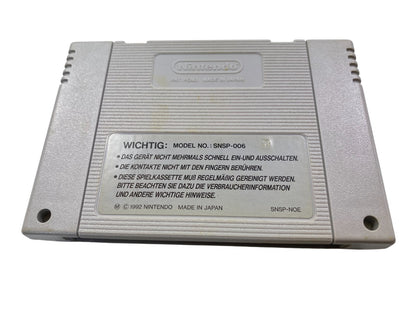 Nintendo
WICHTIG: MODEL NO.: SNSP-006
• DAS GERÄT NICHT MEHRMALS SCHNELL EIN-UND AUSSCHALTEN.
• DIE KONTAKTE NICHT MIT DEN FINGERN BERÜHREN.
• DIESE SPIELKASSETTE MUß REGELMÄßIG GEREINIGT WERDEN.
BITTE BEACHTEN SIE DAZU DIE VERBRAUCHERINFORMATION
UND ANDERE WICHTIGE HINWEISE.
Ⓜ © 1992 NINTENDO MADE IN JAPAN SNSP-NOE